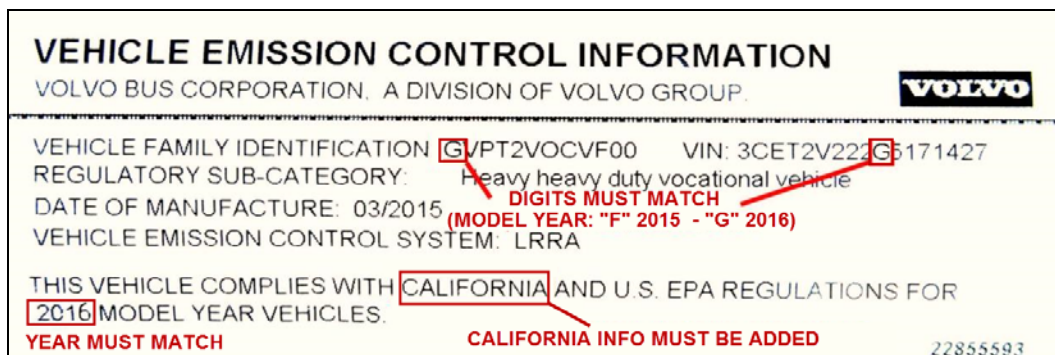 VEHICLE EMISSION CONTROL INFORMATION
VOLVO BUS CORPORATION, A DIVISION OF VOLVO GROUP.
VOLVO
VEHICLE FAMILY IDENTIFICATION GVPT2VOCVF00 VIN: 3CET2V222G5171427
REGULATORY SUB-CATEGORY: Heavy heavy duty vocational vehicle
DIGITS MUST MATCH
DATE OF MANUFACTURE: 03/2015
(MODEL YEAR: "F" 2015 - "G" 2016)
VEHICLE EMISSION CONTROL SYSTEM: LRRA
THIS VEHICLE COMPLIES WITH CALIFORNIA AND U.S. EPA REGULATIONS FOR
2016 MODEL YEAR VEHICLES.
YEAR MUST MATCH
CALIFORNIA INFO MUST BE ADDED
22855593